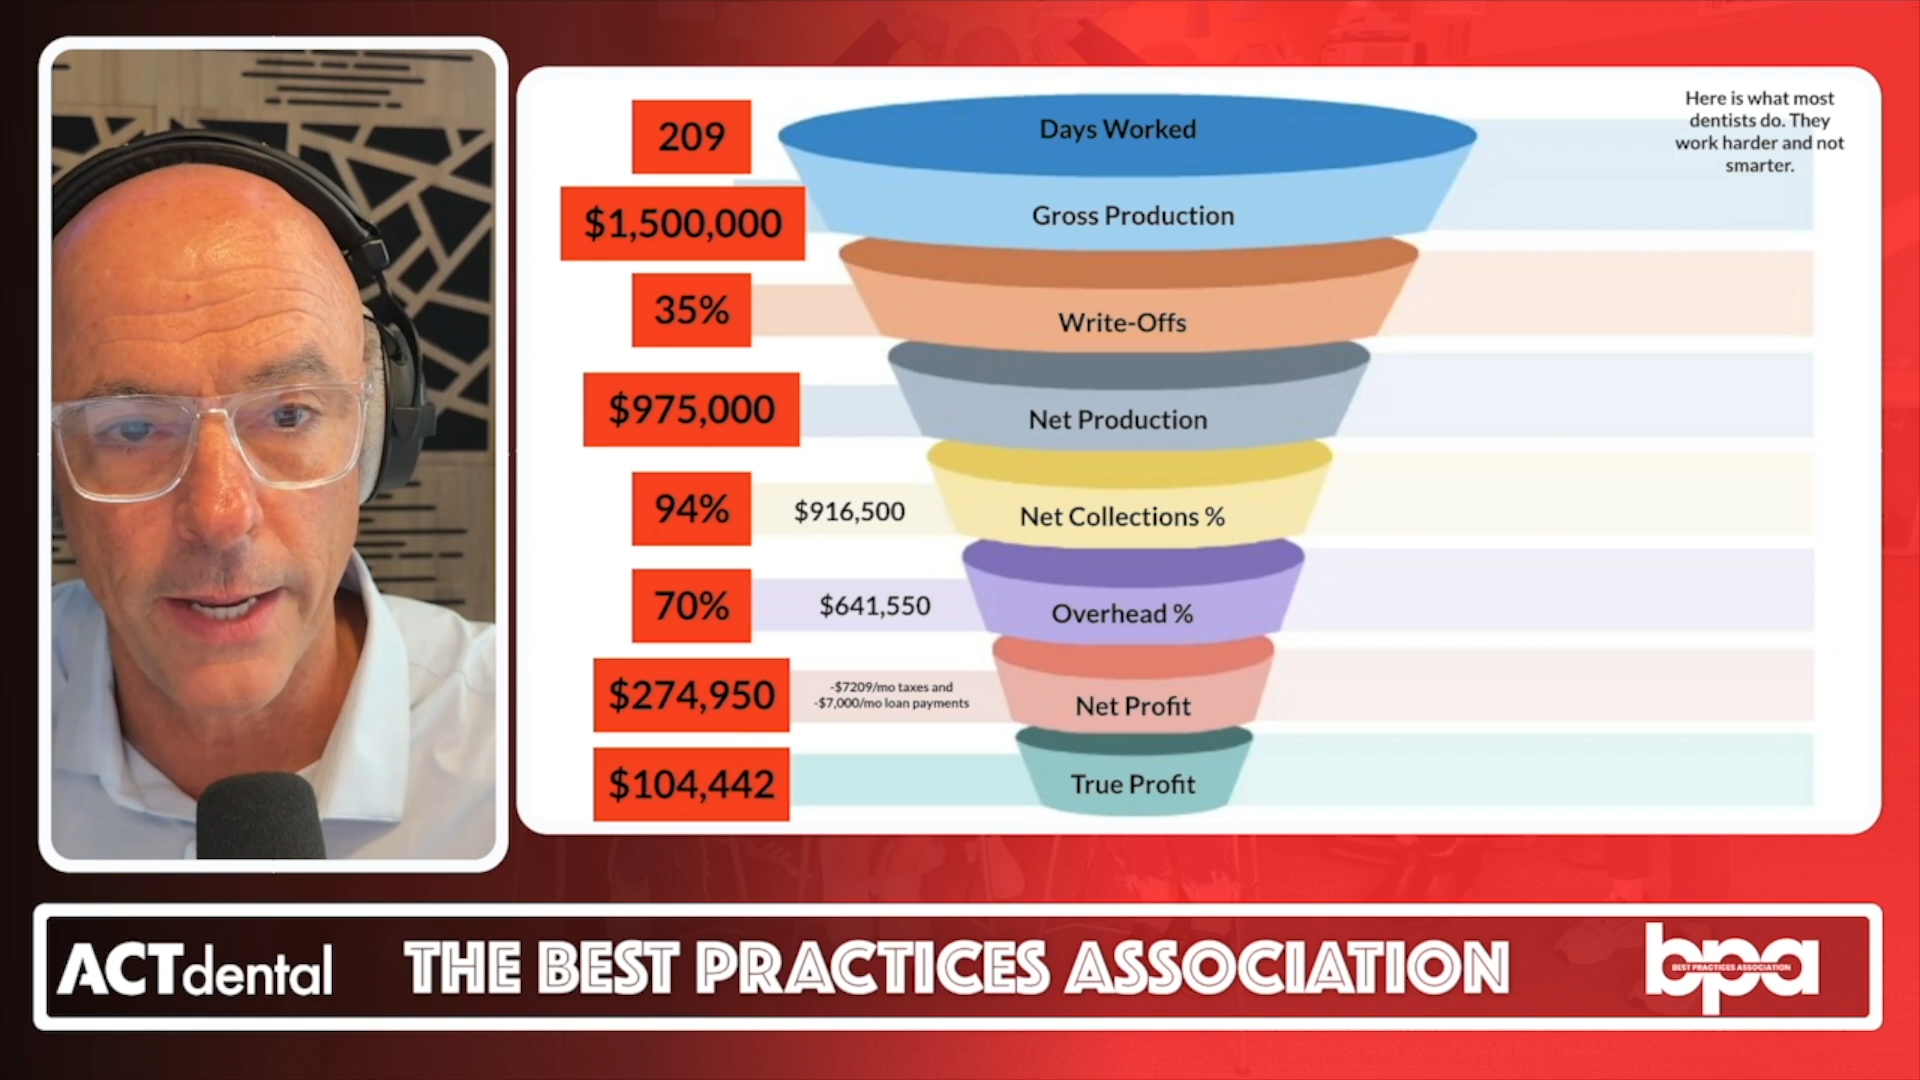 Here is what most
dentists do. They
work harder and not
smarter.
209
Days Worked
$1,500,000
Gross Production
35%
Write-Offs
$975,000
Net Production
94%
$916,500
Net Collections %
70%
$641,550
Overhead %
$274,950
-$7209/mo taxes and
-$7,000/mo loan payments
Net Profit
$104,442
True Profit
ACTdental
THE BEST PRACTICES ASSOCIATION
bpa
BEST PRACTICES ASSOCIATION